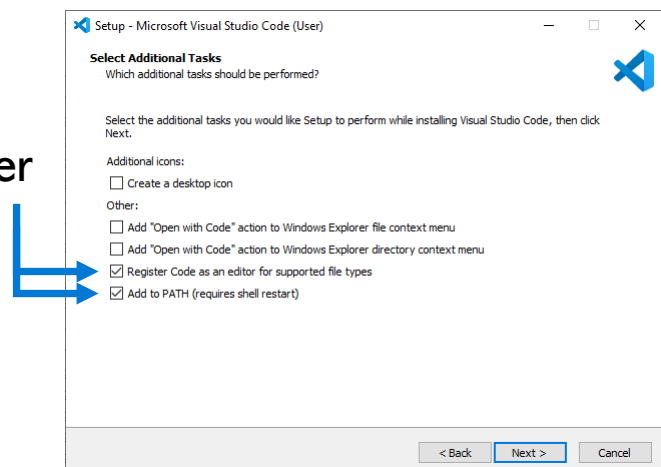 Setup - Microsoft Visual Studio Code (User)
Select Additional Tasks
Which additional tasks should be performed?
Select the additional tasks you would like Setup to perform while installing Visual Studio Code, then click
Next.
Additional icons:
Create a desktop icon
er
Other:
Add "Open with Code" action to Windows Explorer file context menu
Add "Open with Code" action to Windows Explorer directory context menu
Register Code as an editor for supported file types
Add to PATH (requires shell restart)
< Back Next > Cancel